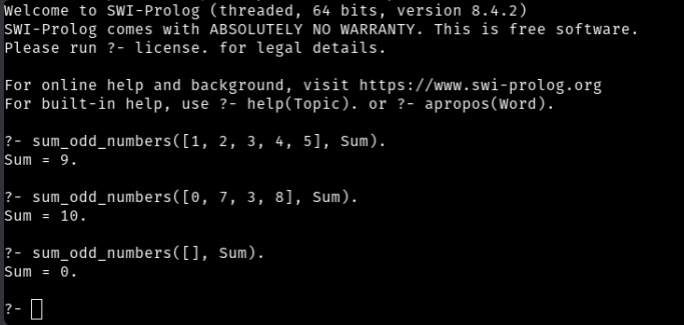 Welcome to SWI-Prolog (threaded, 64 bits, version 8.4.2)
SWI-Prolog comes with ABSOLUTELY NO WARRANTY. This is free software.
Please run ?- license. for legal details.
For online help and background, visit https://www.swi-prolog.org
For built-in help, use ?- help(Topic). or ?- apropos(Word).
?- sum_odd_numbers([1, 2, 3, 4, 5], Sum).
Sum = 9.
?- sum_odd_numbers([0, 7, 3, 8], Sum).
Sum = 10.
?- sum_odd_numbers([], Sum).
Sum = 0.
?-